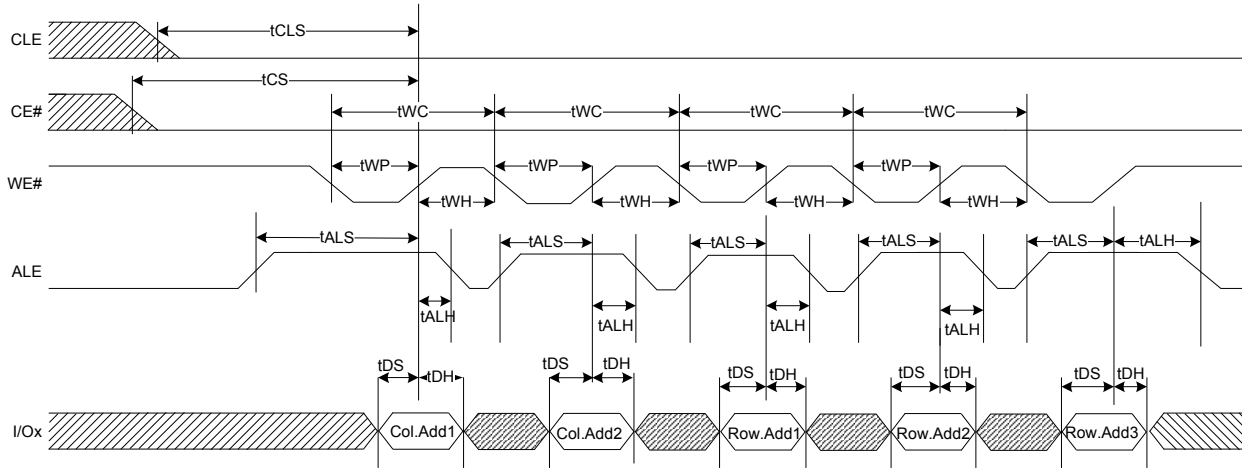 CLE
tCLS
tCS
CE#
tWC tWC tWC tWC
WE#
tWP tWP tWP tWP
tWH tWH tWH tWH
ALE
tALS tALS tALS tALS tALS tALH
tALH tALH tALH tALH
tDS tDH tDS tDH tDS tDH tDS tDH tDS tDH
I/Ox
Col.Add1 Col.Add2 Row.Add1 Row.Add2 Row.Add3